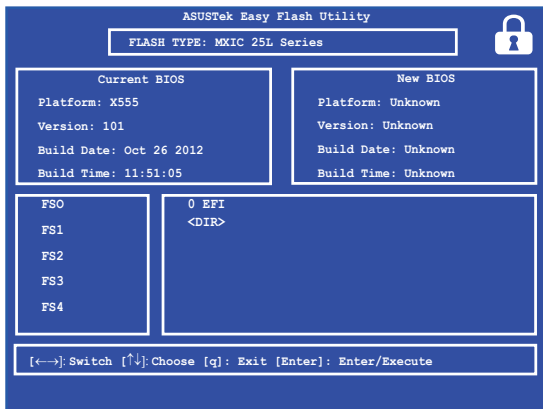 ASUSTek Easy Flash Utility
FLASH TYPE: MXIC 25L Series
Current BIOS
Platform: X555
Version: 101
Build Date: Oct 26 2012
Build Time: 11:51:05
New BIOS
Platform: Unknown
Version: Unknown
Build Date: Unknown
Build Time: Unknown
FSO
FS1
FS2
FS3
FS4
0 EFI
<DIR>
[←→]: Switch [↑↓]: Choose [q]: Exit [Enter]: Enter/Execute